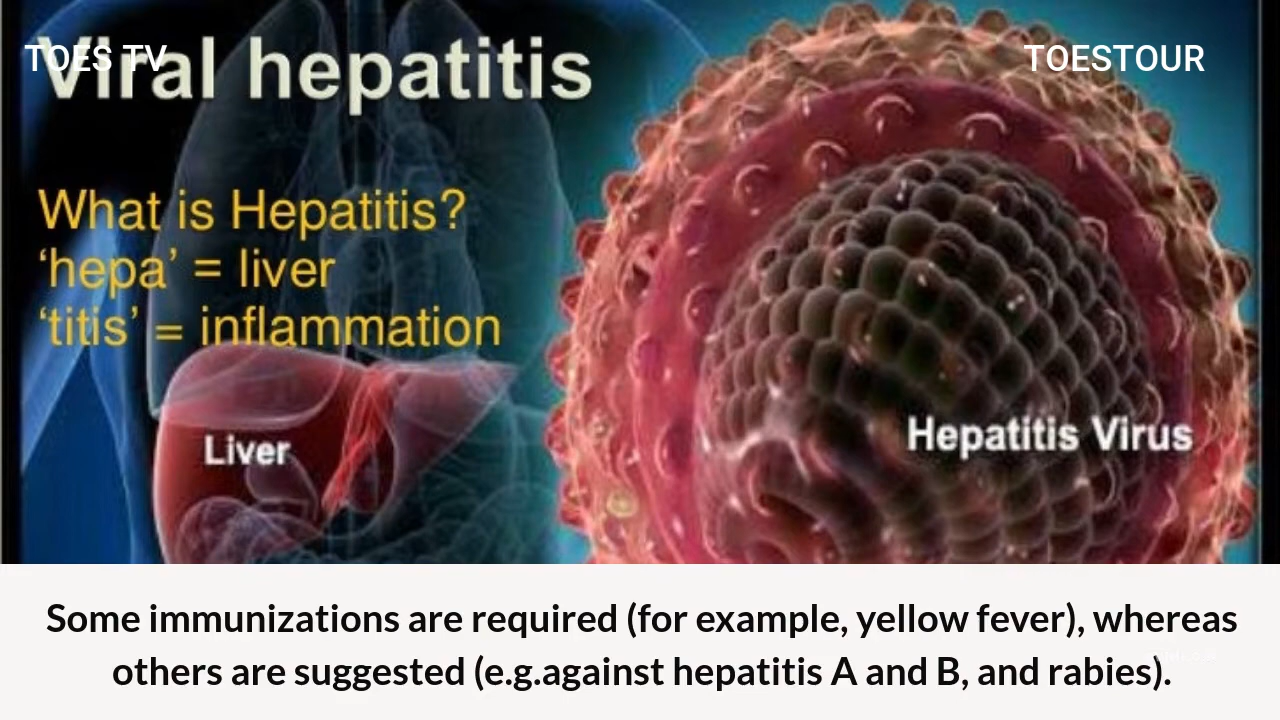 TOES TV
TOESTOUR
Viral hepatitis
What is Hepatitis?
‘hepa’ = liver
‘titis’ = inflammation
Liver
Hepatitis Virus
Some immunizations are required (for example, yellow fever), whereas
others are suggested (e.g.against hepatitis A and B, and rabies).